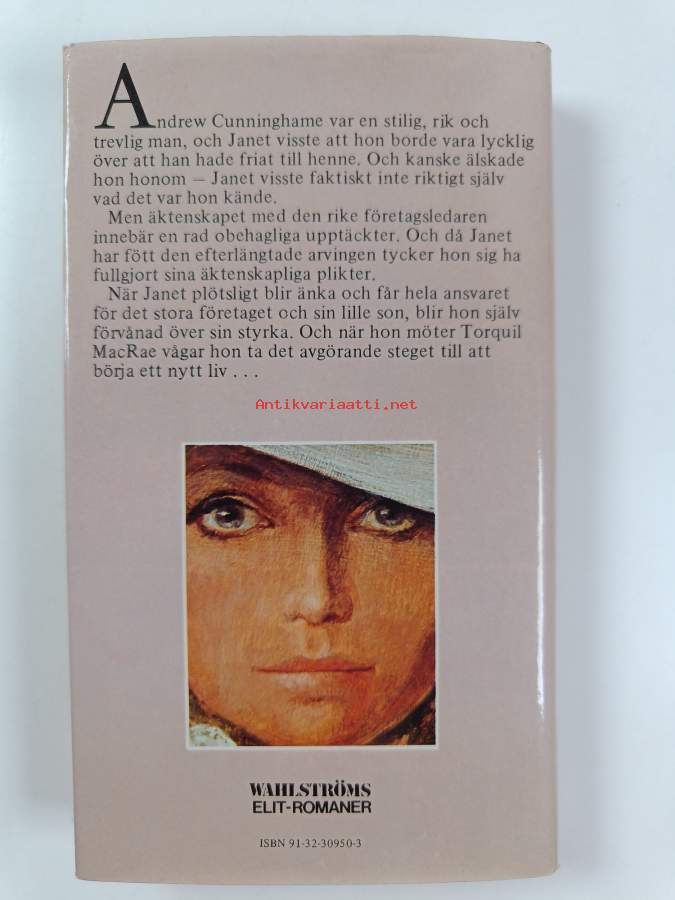 Andrew Cunninghame var en stilig, rik och
trevlig man, och Janet visste att hon borde vara lycklig
över att han hade friat till henne. Och kanske älskade
hon honom – Janet visste faktiskt inte riktigt själv
vad det var hon kände.
Men äktenskapet med den rike företagsledaren
innebär en rad obehagliga upptäckter. Och då Janet
har fött den efterlängtade arvingen tycker hon sig ha
fullgjort sina äktenskapliga plikter.
När Janet plötsligt blir änka och får hela ansvaret
för det stora företaget och sin lille son, blir hon själv
förvånad över sin styrka. Och när hon möter Torquil
MacRae vågar hon ta det avgörande steget till att
börja ett nytt liv . . .
Antikvariaatti.net
WAHLSTRÖMS
ELIT-ROMANER
ISBN 91-32-30950-3